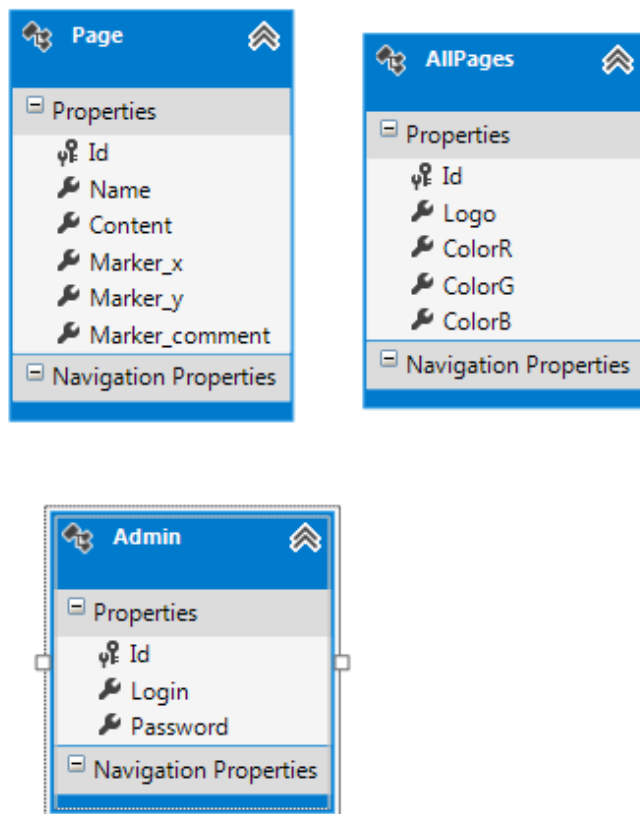 Page
Properties
Id
Name
Content
Marker_x
Marker_y
Marker_comment
Navigation Properties
AllPages
Properties
Id
Logo
ColorR
ColorG
ColorB
Navigation Properties
Admin
Properties
Id
Login
Password
Navigation Properties